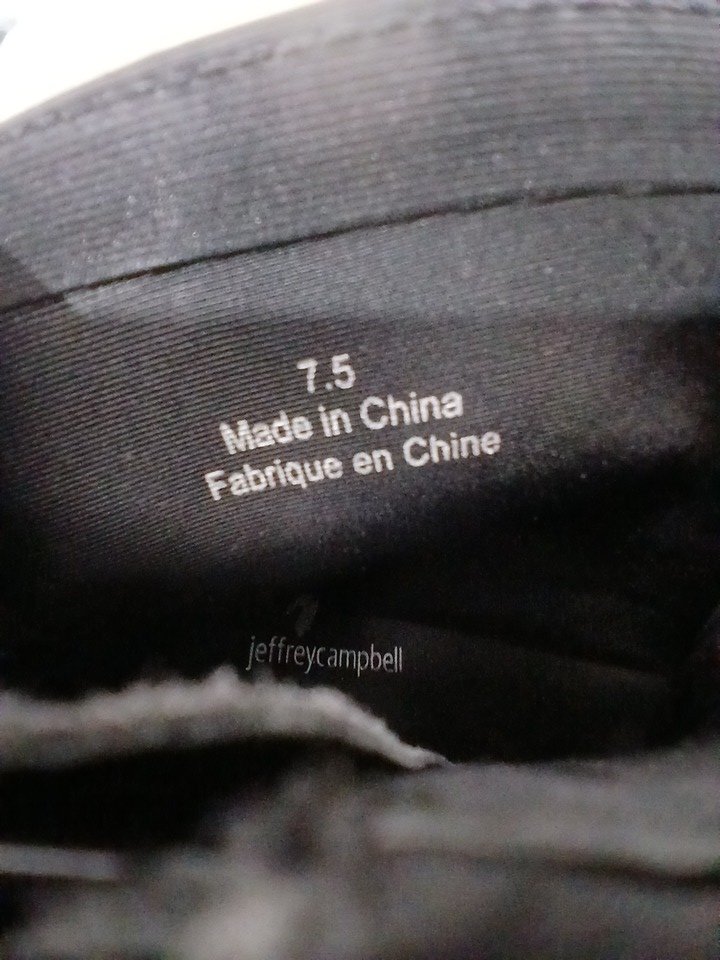 7.5
Made in China
Fabrique en Chine
jeffreycampbell